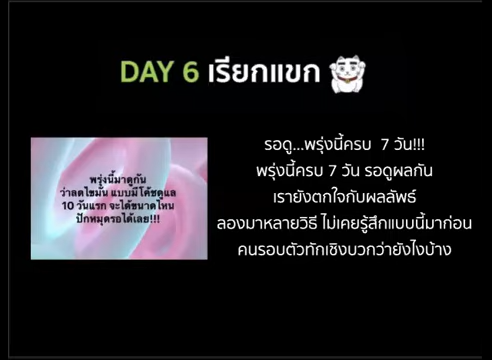 DAY 6 เรียกแขก
พรุ่งนี้มาดูกัน
ว่าลดไขมัน แบบมีโค้ชดูแล
10 วันแรก จะได้ขนาดไหน
ปักหมุดรอได้เลย!!!
รอดู...พรุ่งนี้ครบ 7 วัน!!!
พรุ่งนี้ครบ 7 วัน รอดูผลกัน
เรายังตกใจกับผลลัพธ์
ลองมาหลายวิธี ไม่เคยรู้สึกแบบนี้มาก่อน
คนรอบตัวทักเชิงบวกว่ายังไงบ้าง